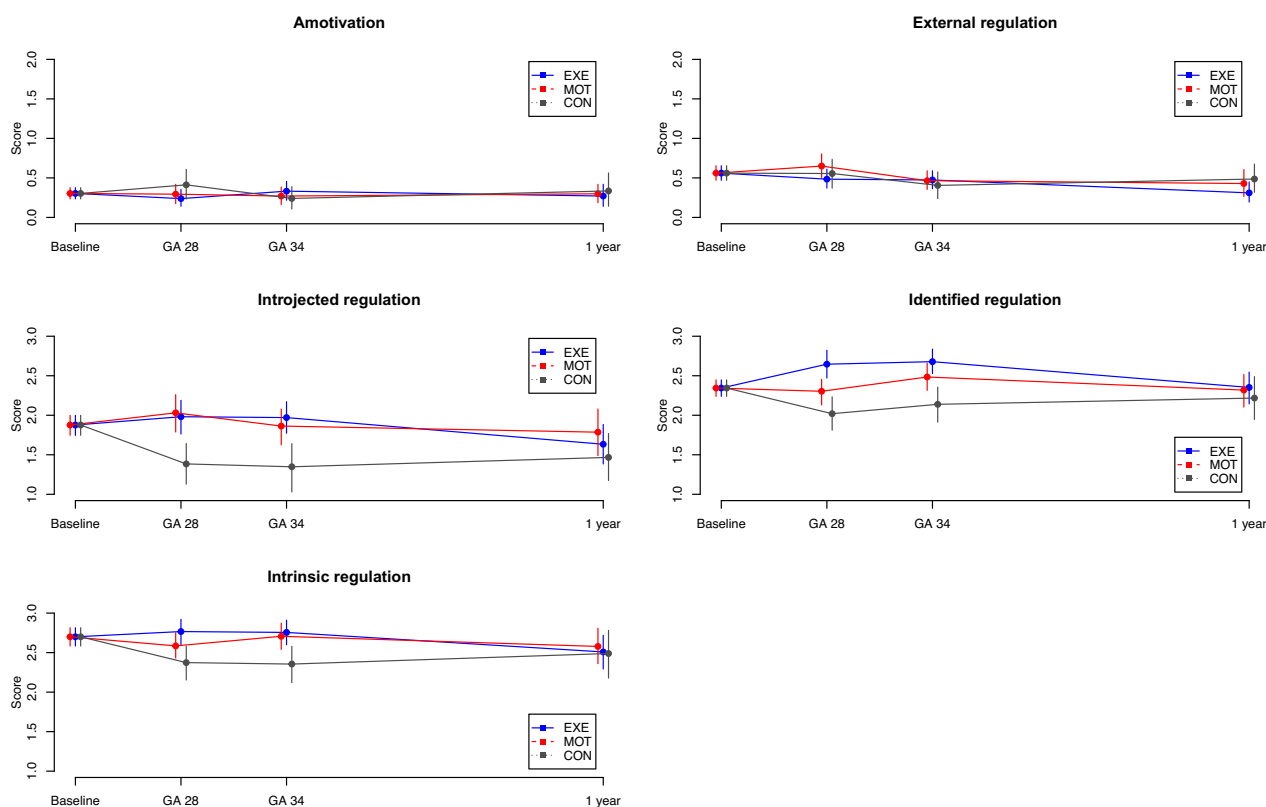 Amotivation
Score
0.0 0.5 1.0 1.5 2.0
EXE
MOT
CON
Baseline GA 28 GA 34 1 year
External regulation
Score
0.0 0.5 1.0 1.5 2.0
EXE
MOT
CON
Baseline GA 28 GA 34 1 year
Introjected regulation
Score
1.0 1.5 2.0 2.5 3.0
EXE
MOT
CON
Baseline GA 28 GA 34 1 year
Identified regulation
Score
1.0 1.5 2.0 2.5 3.0
EXE
MOT
CON
Baseline GA 28 GA 34 1 year
Intrinsic regulation
Score
1.0 1.5 2.0 2.5 3.0
EXE
MOT
CON
Baseline GA 28 GA 34 1 year